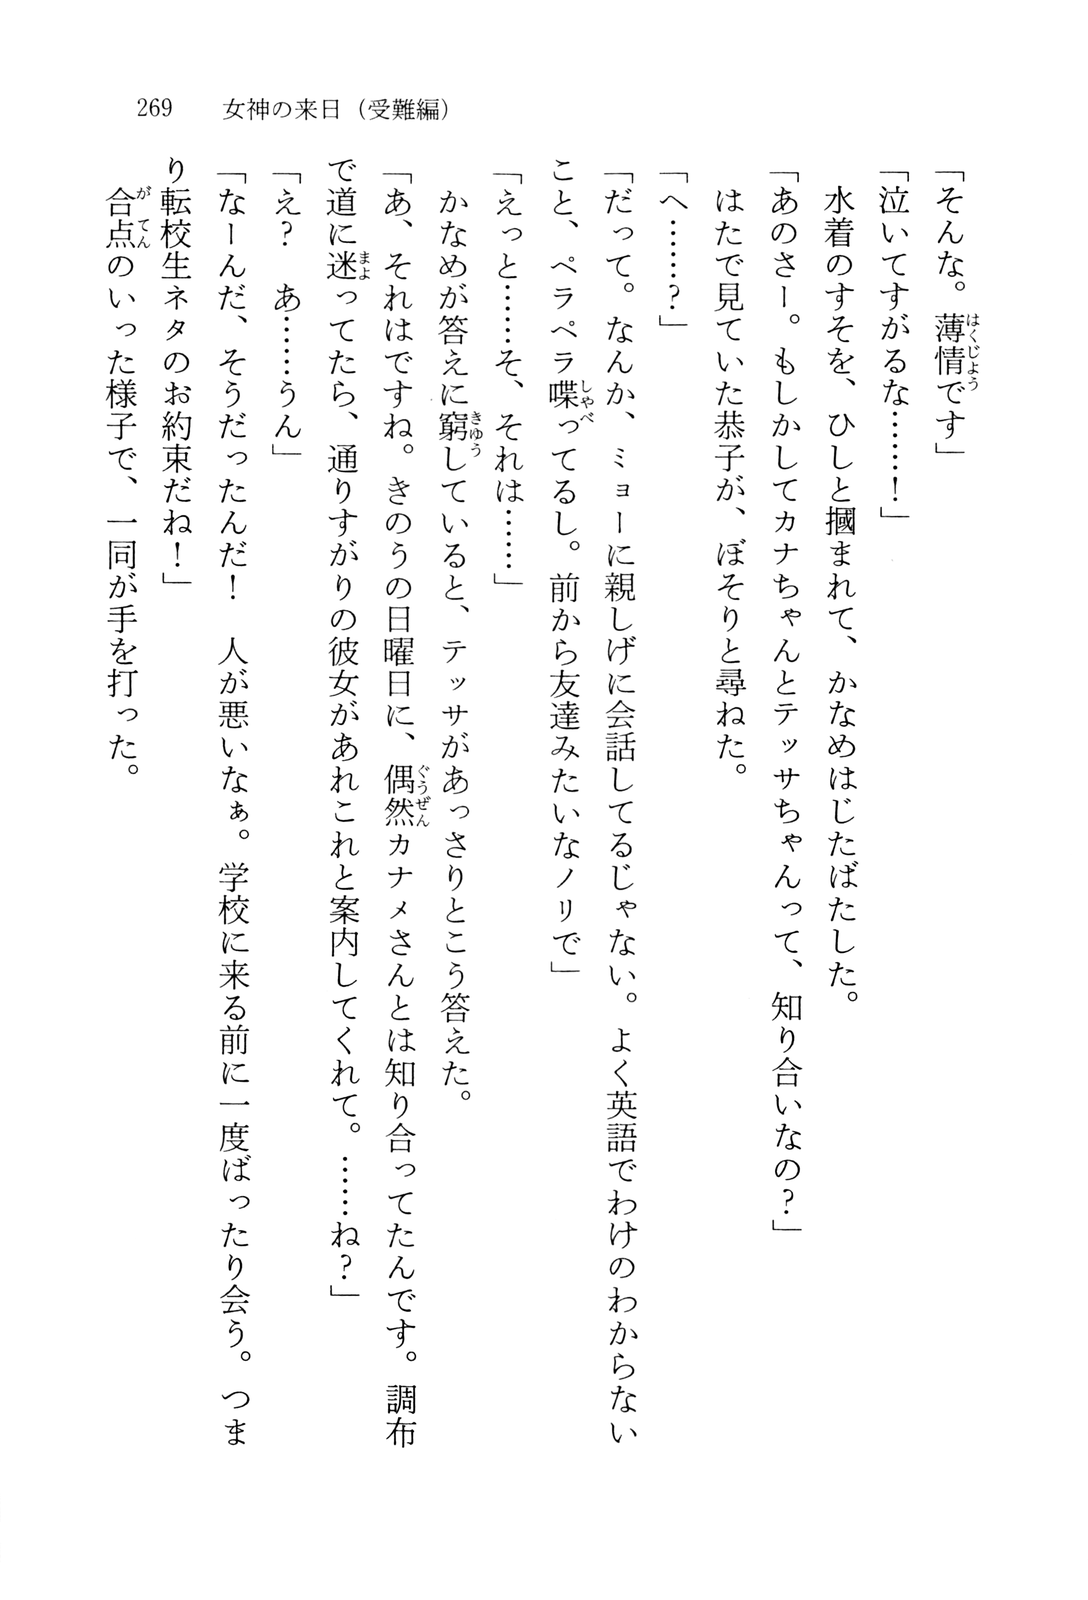 269　女神の来日（受難編）
「そんな。薄情です」
「泣いてすがるな……！」
　水着のすそを、ひしと摑まれて、かなめはじたばたした。
「あのさー。もしかしてカナちゃんとテッサちゃんって、知り合いなの？」
　はたで見ていた恭子が、ぼそりと尋ねた。
「へ……？」
「だって。なんか、ミョーに親しげに会話してるじゃない。よく英語でわけのわからない
こと、ペラペラ喋ってるし。前から友達みたいなノリで」
「えっと……そ、それは……」
　かなめが答えに窮していると、テッサがあっさりとこう答えた。
「あ、それはですね。きのうの日曜日に、偶然カナメさんとは知り合ってたんです。調布
で道に迷ってたら、通りすがりの彼女があれこれと案内してくれて。……ね？」
「え？　あ……うん」
「なーんだ、そうだったんだ！　人が悪いなぁ。学校に来る前に一度ばったり会う。つま
り転校生ネタのお約束だね！」
　合点のいった様子で、一同が手を打った。